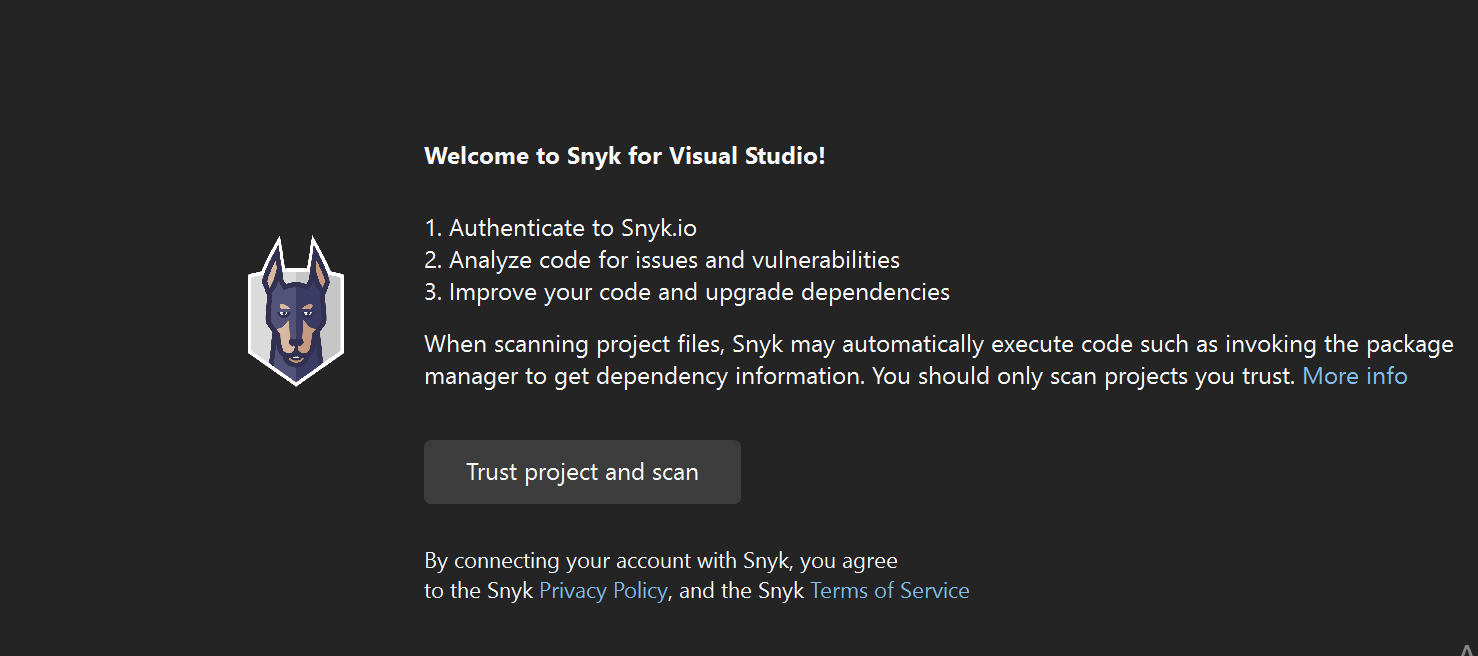 Welcome to Snyk for Visual Studio!
1. Authenticate to Snyk.io
2. Analyze code for issues and vulnerabilities
3. Improve your code and upgrade dependencies
When scanning project files, Snyk may automatically execute code such as invoking the package
manager to get dependency information. You should only scan projects you trust. More info
Trust project and scan
By connecting your account with Snyk, you agree
to the Snyk Privacy Policy, and the Snyk Terms of Service